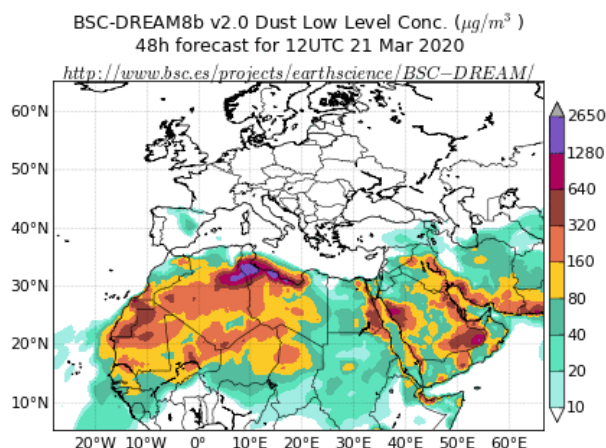 BSC-DREAM8b v2.0 Dust Low Level Conc. (μg/m³ )
48h forecast for 12UTC 21 Mar 2020
http://www.bsc.es/projects/earthscience/BSC−DREAM/
60°N
50°N
40°N
30°N
20°N
10°N
20°W 10°W 0° 10°E 20°E 30°E 40°E 50°E 60°E
2650
1280
640
320
160
80
40
20
10